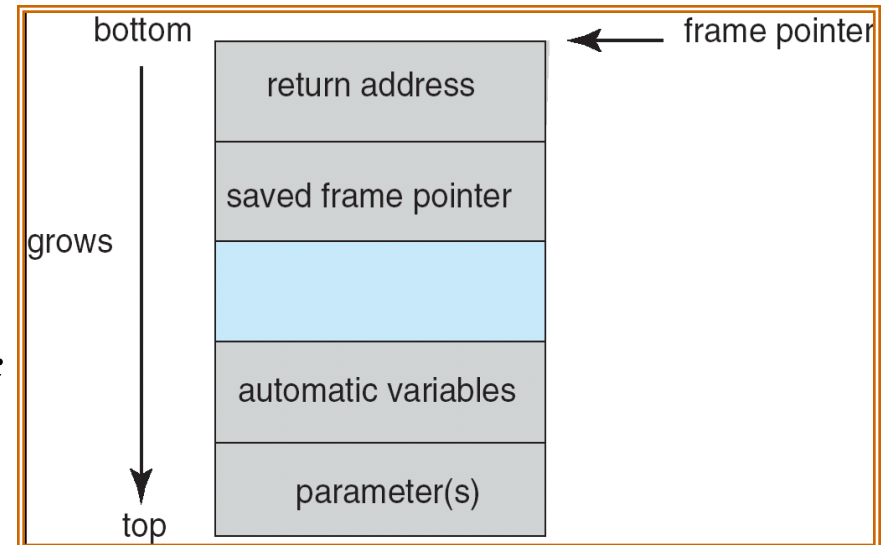 bottom
frame pointer
return address
saved frame pointer
grows
automatic variables
parameter(s)
top